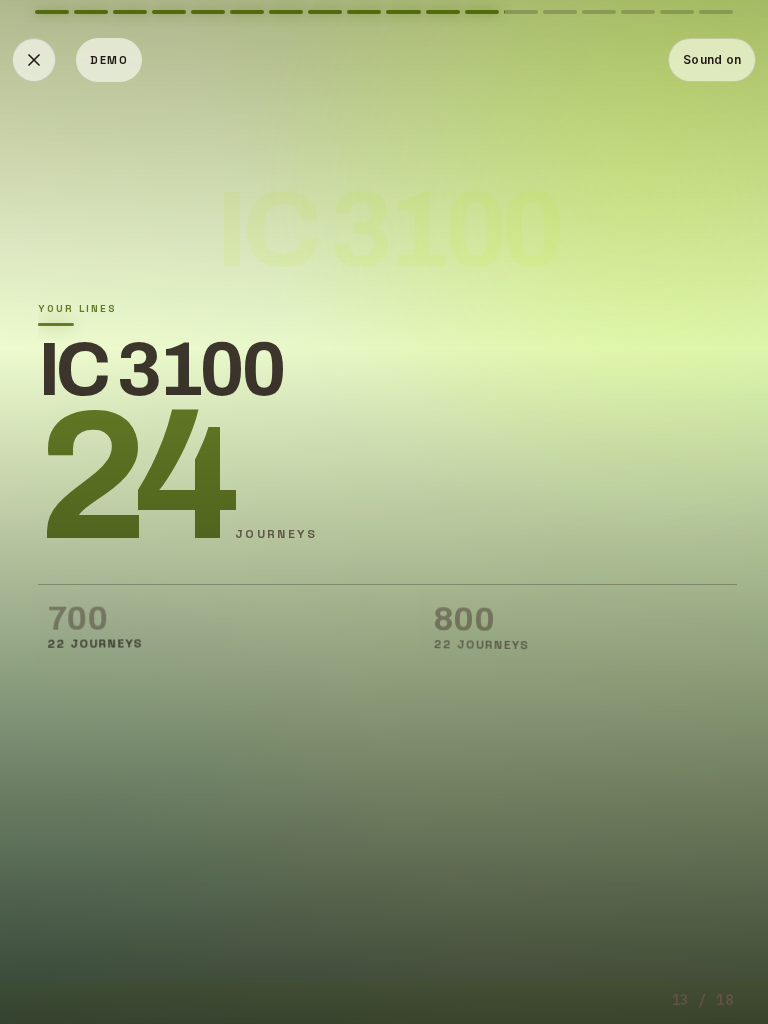 DEMO
Sound on
IC 3100
YOUR LINES
IC 3100
24 JOURNEYS
700
22 JOURNEYS
800
22 JOURNEYS
13 / 18